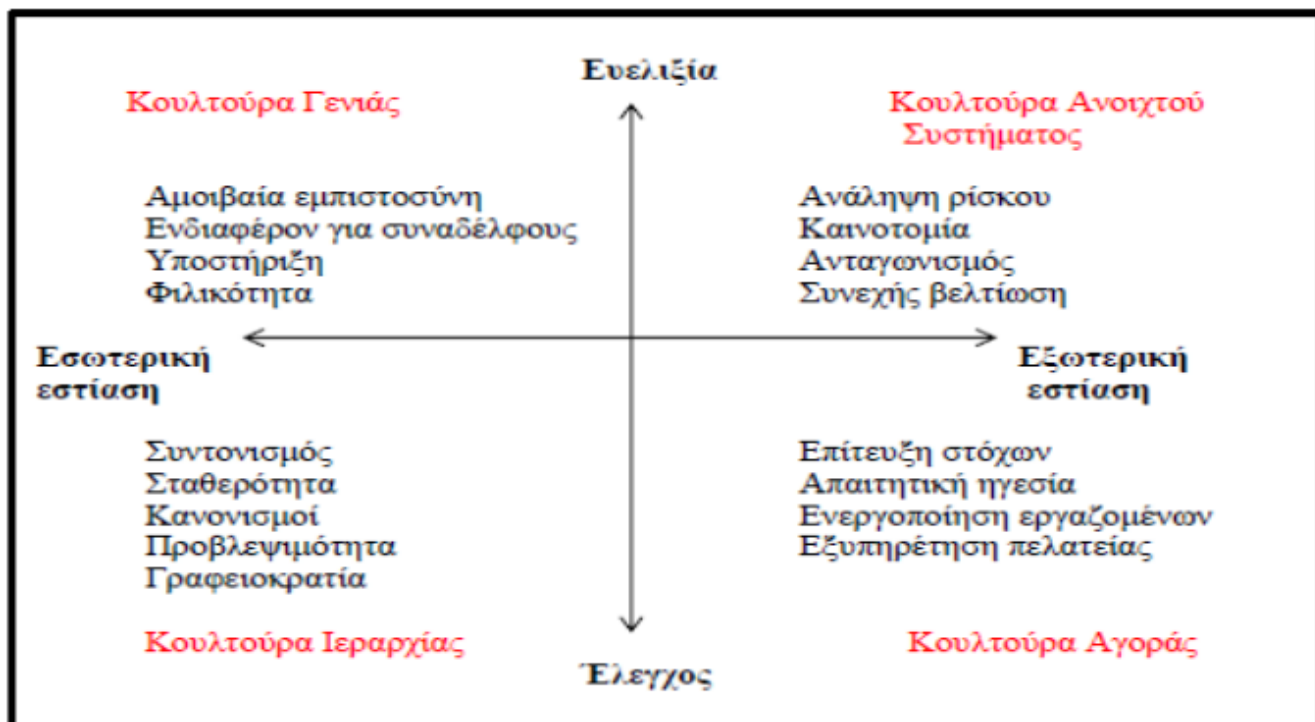 Ευελιξία
Κουλτούρα Γενιάς
Κουλτούρα Ανοιχτού
Συστήματος
Αμοιβαία εμπιστοσύνη
Ενδιαφέρον για συναδέλφους
Υποστήριξη
Φιλικότητα
Ανάληψη ρίσκου
Καινοτομία
Ανταγωνισμός
Συνεχής βελτίωση
Εσωτερική
εστίαση
Εξωτερική
εστίαση
Συντονισμός
Σταθερότητα
Κανονισμοί
Προβλεψιμότητα
Γραφειοκρατία
Επίτευξη στόχων
Απαιτητική ηγεσία
Ενεργοποίηση εργαζομένων
Εξυπηρέτηση πελατείας
Κουλτούρα Ιεραρχίας
Κουλτούρα Αγοράς
Έλεγχος